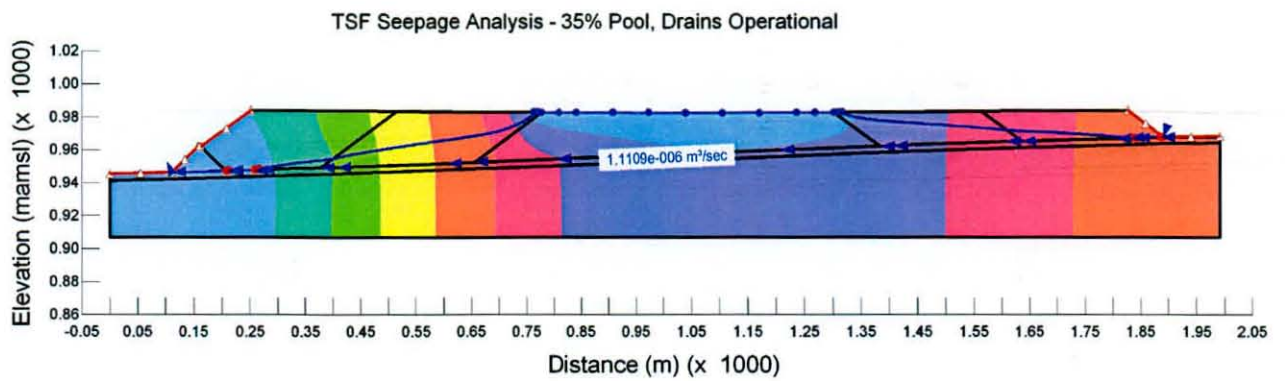 TSF Seepage Analysis - 35% Pool, Drains Operational
Elevation (mamsl) (x 1000)
1.02
1.00
0.98
0.96
0.94
0.92
0.90
0.88
0.86
1.1109e-006 m³/sec
-0.05 0.05 0.15 0.25 0.35 0.45 0.55 0.65 0.75 0.85 0.95 1.05 1.15 1.25 1.35 1.45 1.55 1.65 1.75 1.85 1.95 2.05
Distance (m) (x 1000)